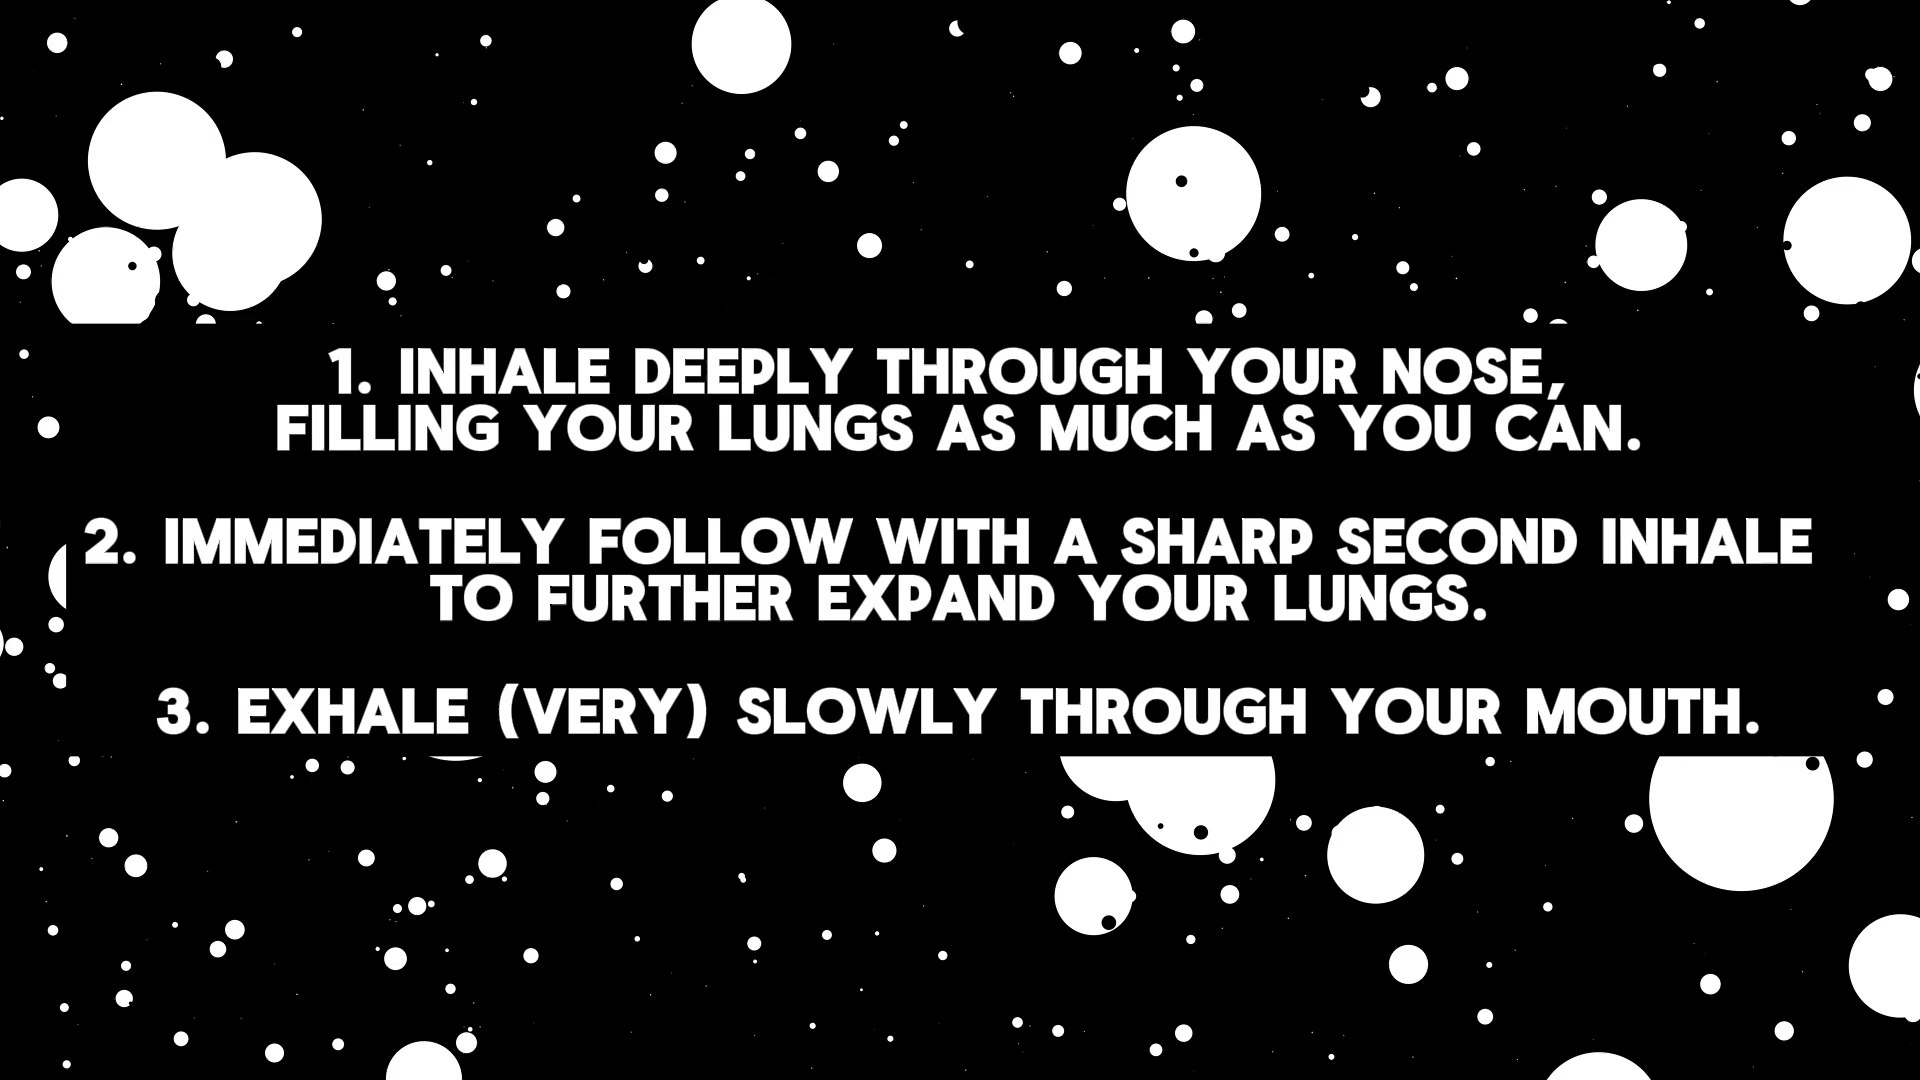 1. INHALE DEEPLY THROUGH YOUR NOSE,
FILLING YOUR LUNGS AS MUCH AS YOU CAN.
2. IMMEDIATELY FOLLOW WITH A SHARP SECOND INHALE
TO FURTHER EXPAND YOUR LUNGS.
3. EXHALE (VERY) SLOWLY THROUGH YOUR MOUTH.